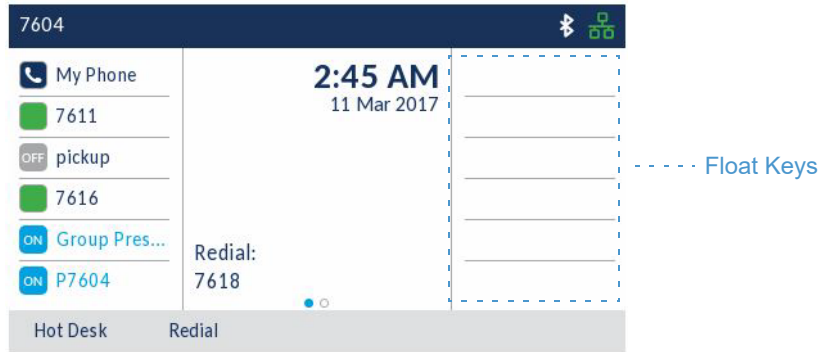 7604
My Phone
7611
OFF pickup
7616
ON Group Pres...
ON P7604
2:45 AM
11 Mar 2017
Redial:
7618
Float Keys
Hot Desk Redial